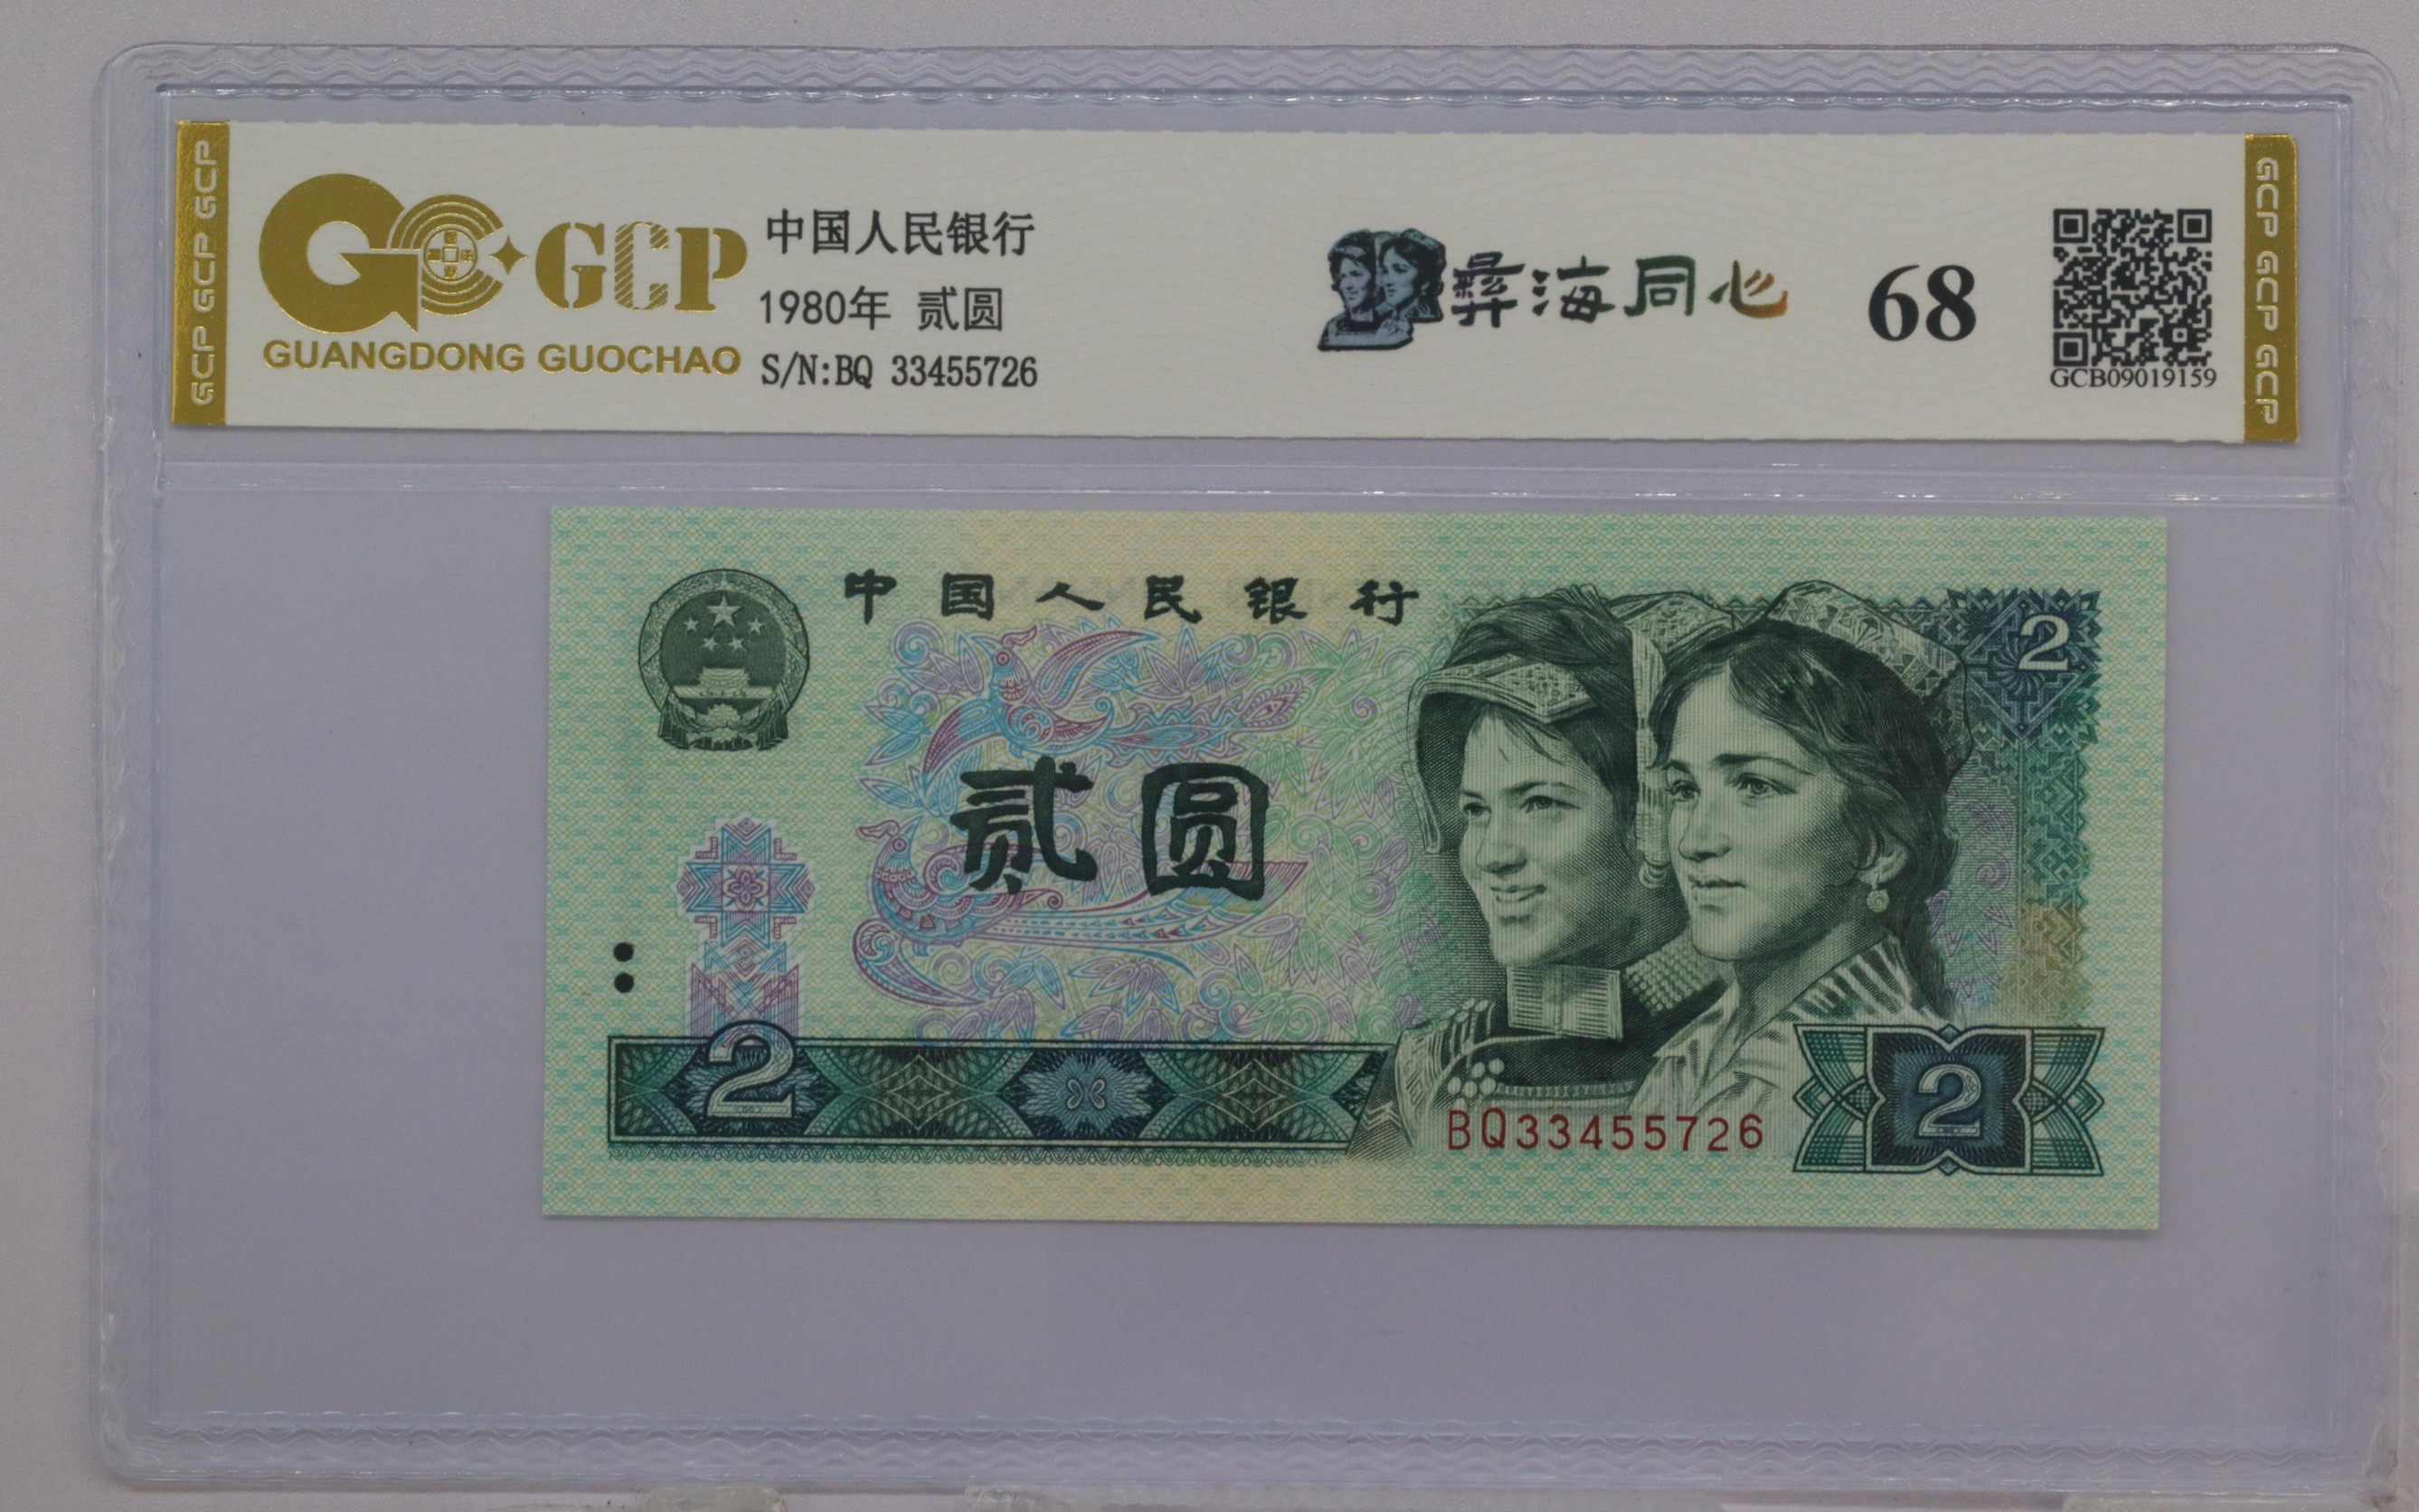 GCP GCP GCP
GCP
GUANGDONG GUOCHAO
中国人民银行
1980年 贰圆
S/N:BQ 33455726
彝海同心
68
GCB09019159
GCP GCP GCP
中国人民银行
2
贰圆
2
BQ33455726
2